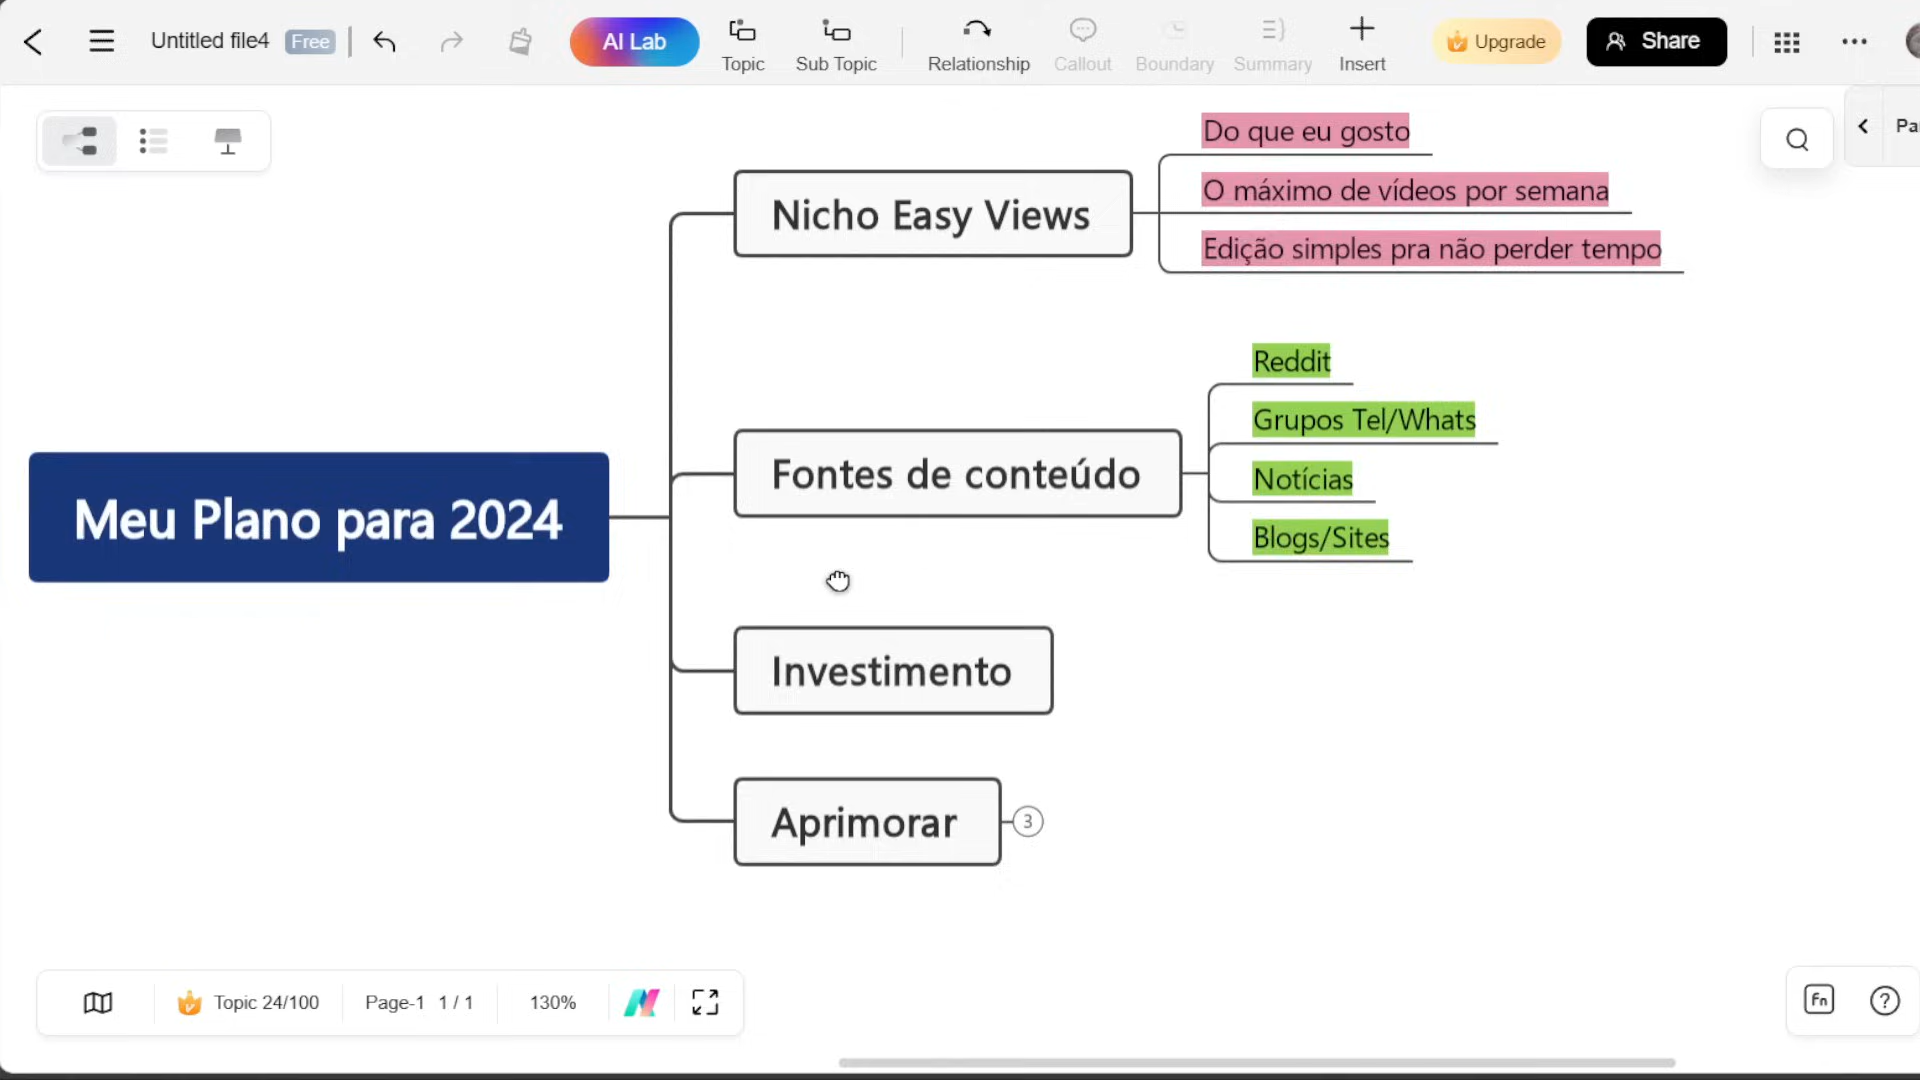 Untitled file4
Free
AI Lab
Topic
Sub Topic
Relationship
Callout
Boundary
Summary
Insert
Upgrade
Share
Pa
Do que eu gosto
O máximo de vídeos por semana
Nicho Easy Views
Edição simples pra não perder tempo
Reddit
Grupos Tel/Whats
Fontes de conteúdo
Notícias
Blogs/Sites
Meu Plano para 2024
Investimento
Aprimorar
3
Topic 24/100
Page-1 1 / 1
130%
Fn